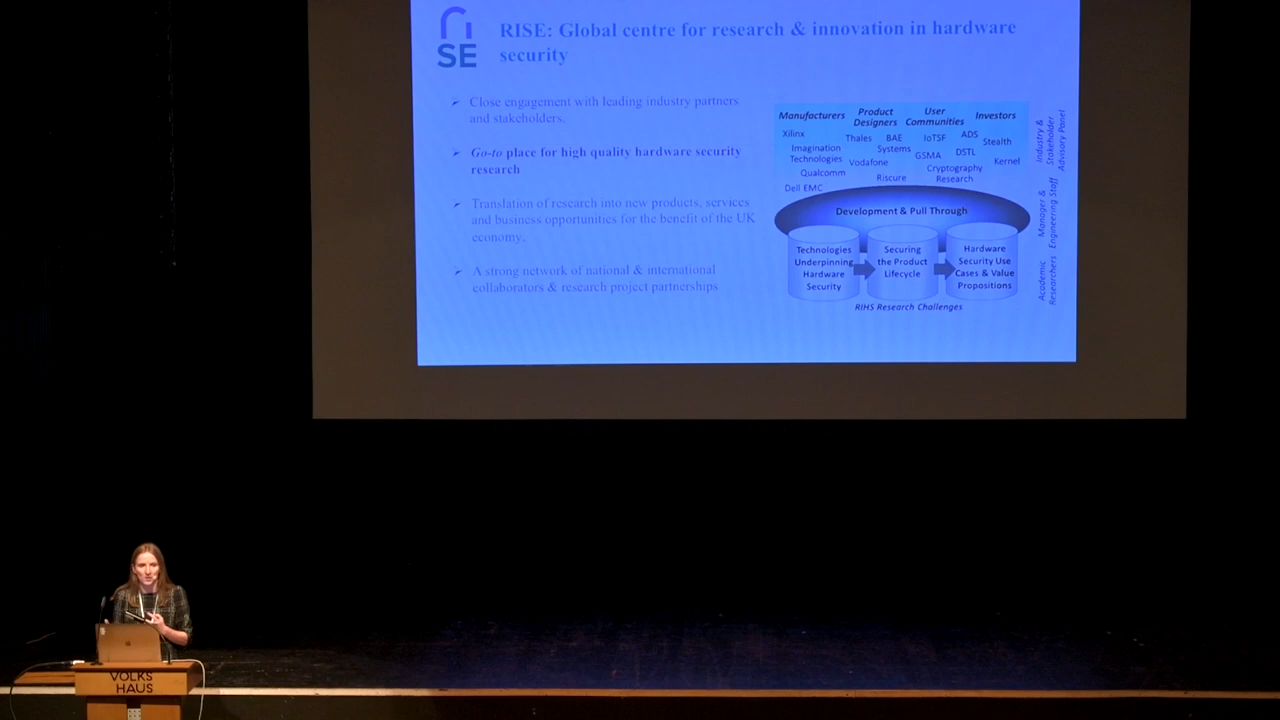 SE
RISE: Global centre for research & innovation in hardware
security
➢ Close engagement with leading industry partners
and stakeholders.
➢ Go-to place for high quality hardware security
research
➢ Translation of research into new products, services
and business opportunities for the benefit of the UK
economy.
➢ A strong network of national & international
collaborators & research project partnerships
Manufacturers
Product
Designers
User
Communities
Investors
Xilinx
Imagination
Technologies
Qualcomm
Dell EMC
Thales
BAE
Systems
Vodafone
Riscure
IoTSF
ADS
GSMA
DSTL
Cryptography
Research
Stealth
Kernel
Development & Pull Through
Technologies
Underpinning
Hardware
Security
Securing
the Product
Lifecycle
Hardware
Security Use
Cases & Value
Propositions
RIHS Research Challenges
Industry &
Stakeholder
Advisory Panel
Manager &
Engineering Staff
Academic
Researchers
VOLKS
HAUS